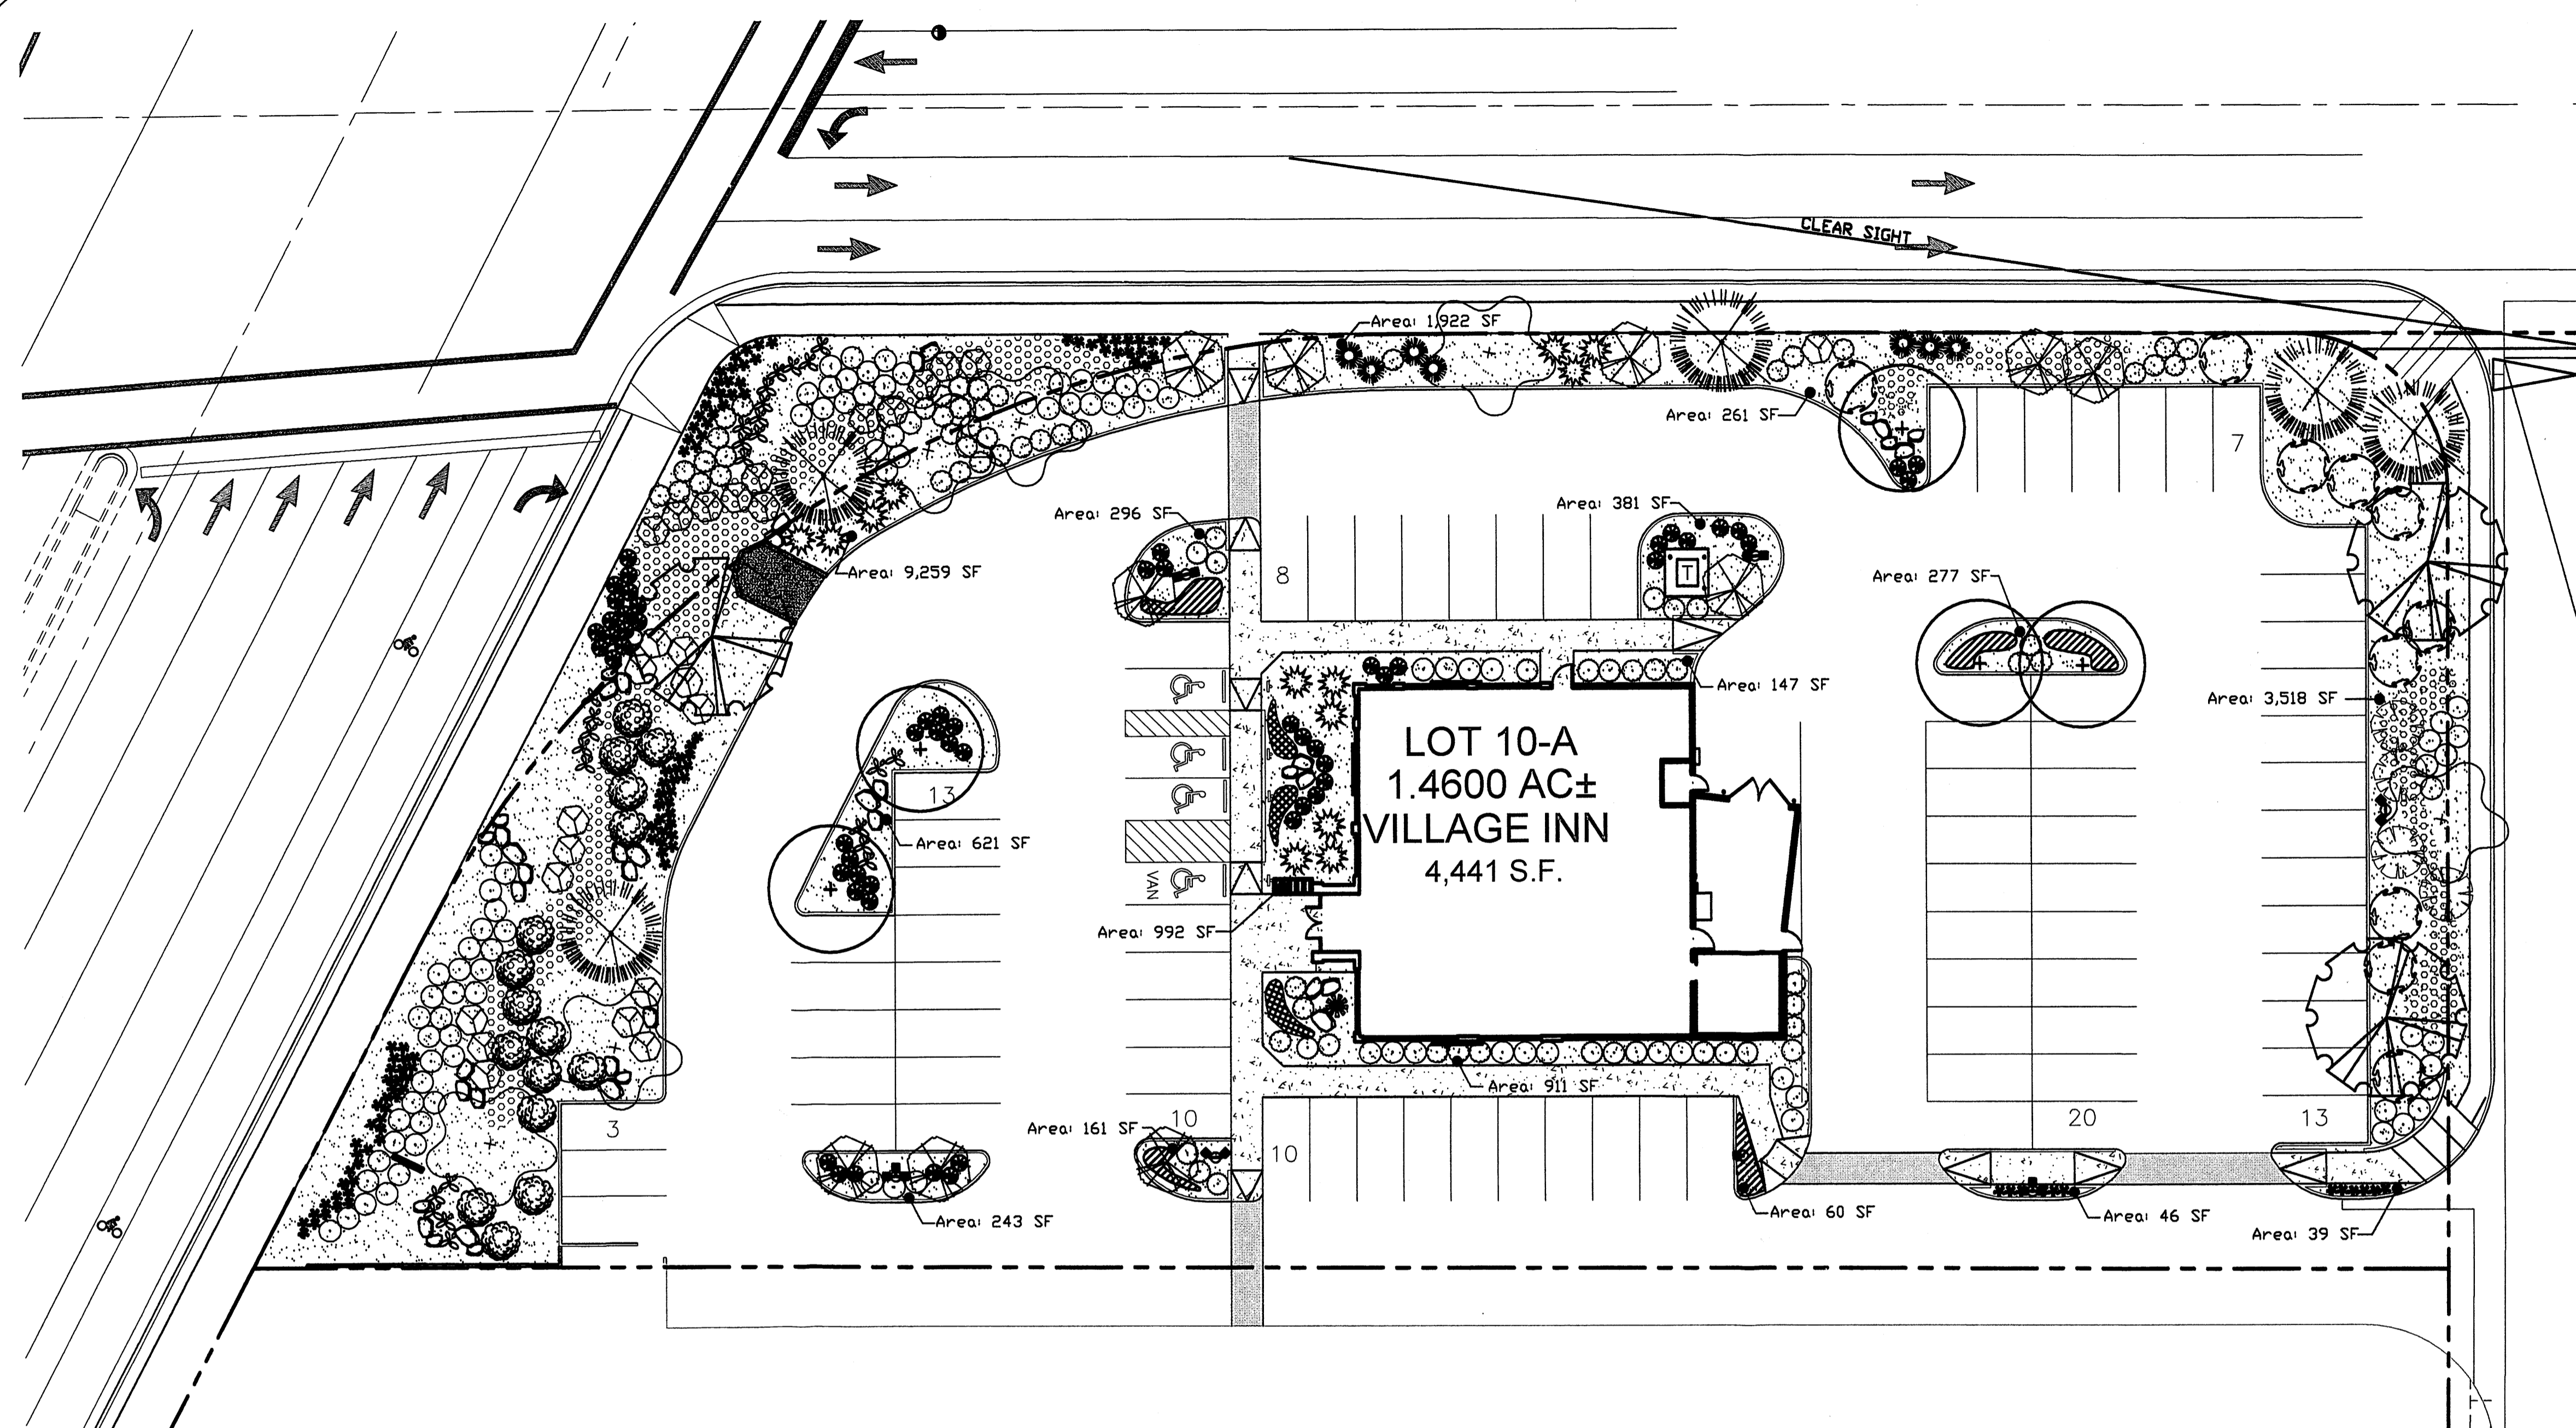 CLEAR SIGHT
Area: 1,922 SF
Area: 261 SF
7
Area: 296 SF
Area: 381 SF
Area: 9,259 SF
8
Area: 277 SF
T
Area: 147 SF
Area: 3,518 SF
LOT 10-A
1.4600 AC±
VILLAGE INN
4,441 S.F.
13
Area: 621 SF
VAN
Area: 992 SF
Area: 911 SF
3
Area: 161 SF
10
10
20
13
Area: 243 SF
Area: 60 SF
Area: 46 SF
Area: 39 SF